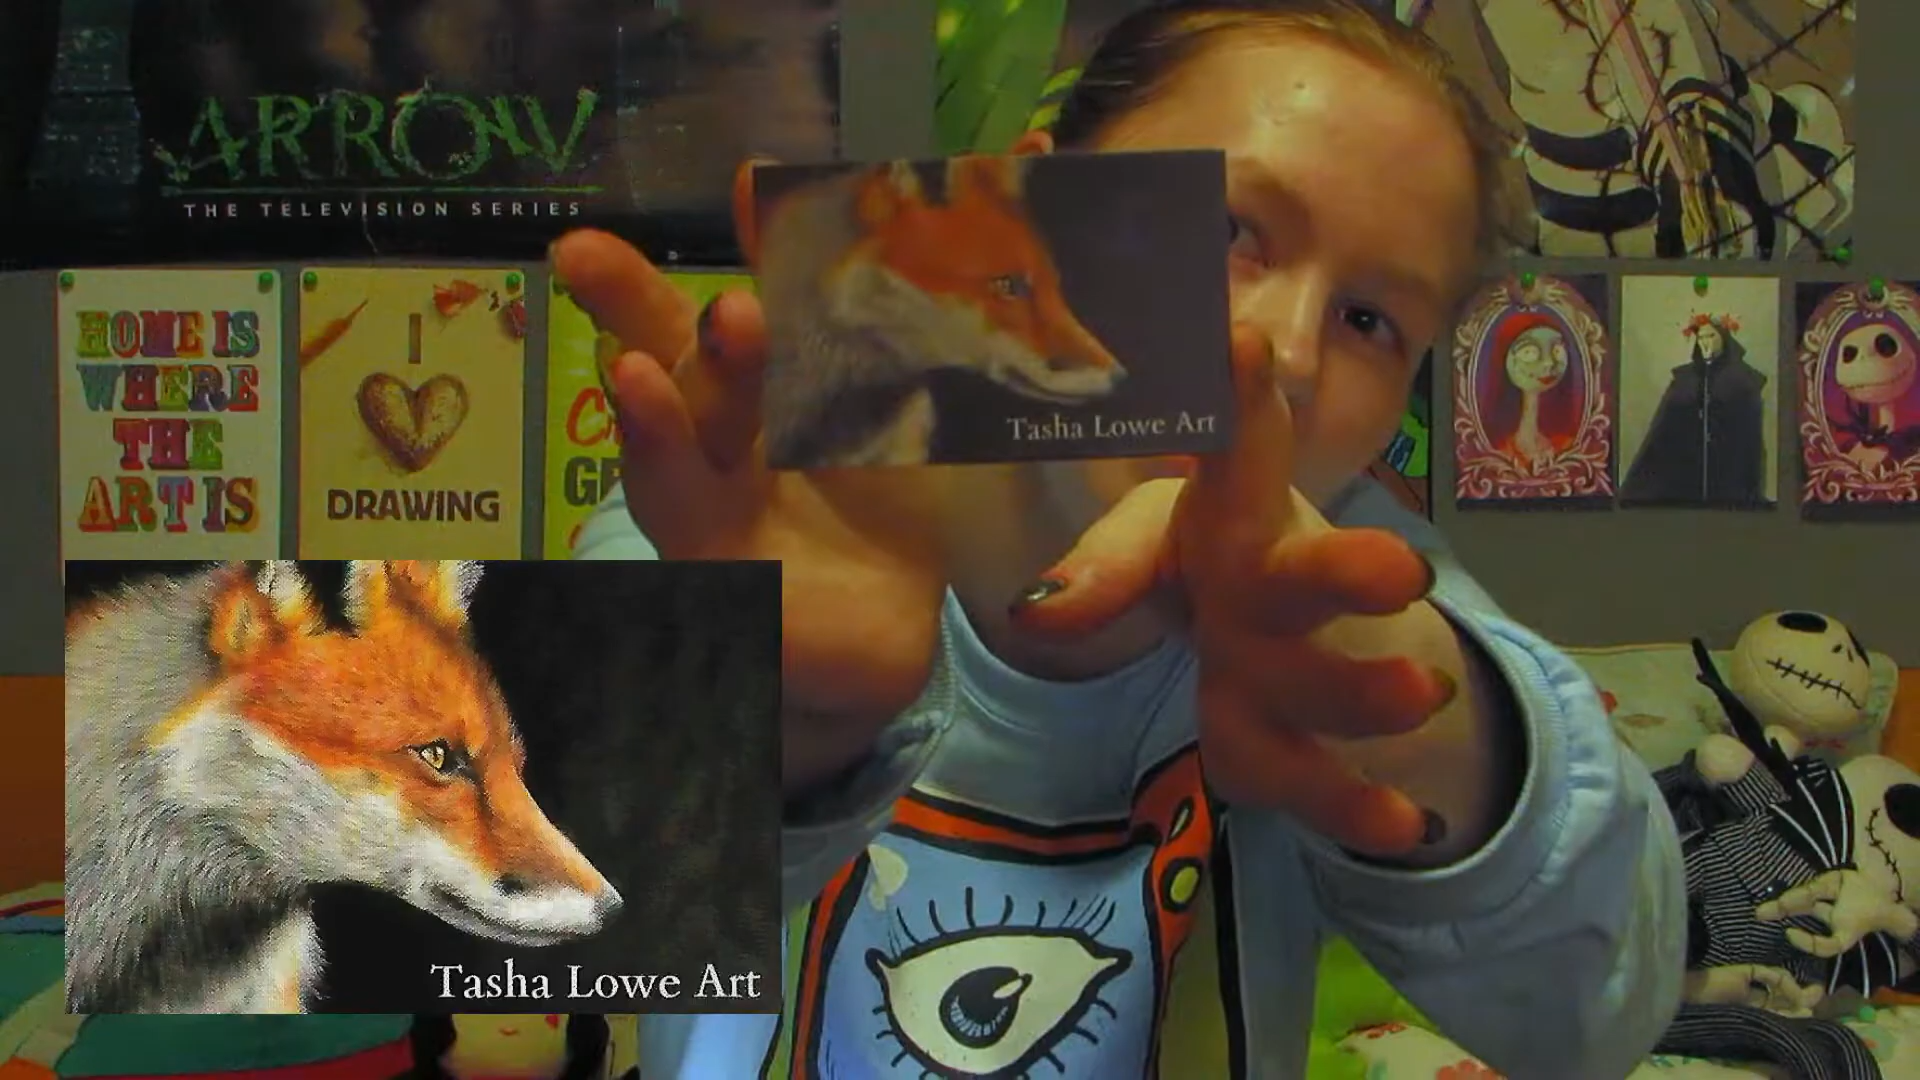 ARROW
THE TELEVISION SERIES
HOME IS
WHERE
THE
ART IS
I
DRAWING
Tasha Lowe Art
Tasha Lowe Art